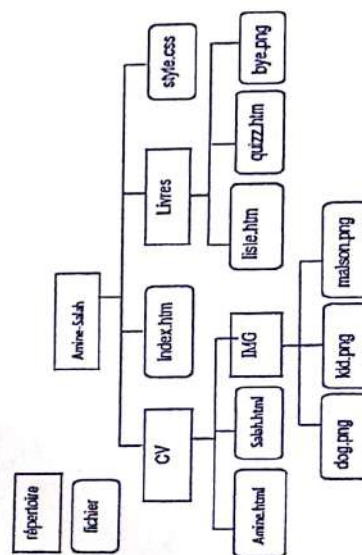 répertoire
fichier
Amine-Salah
CV
Index.htm
Livres
style.css
Amine.html
Salah.html
IMG
liste.htm
quizz.htm
bye.png
dog.png
kid.png
maison.png